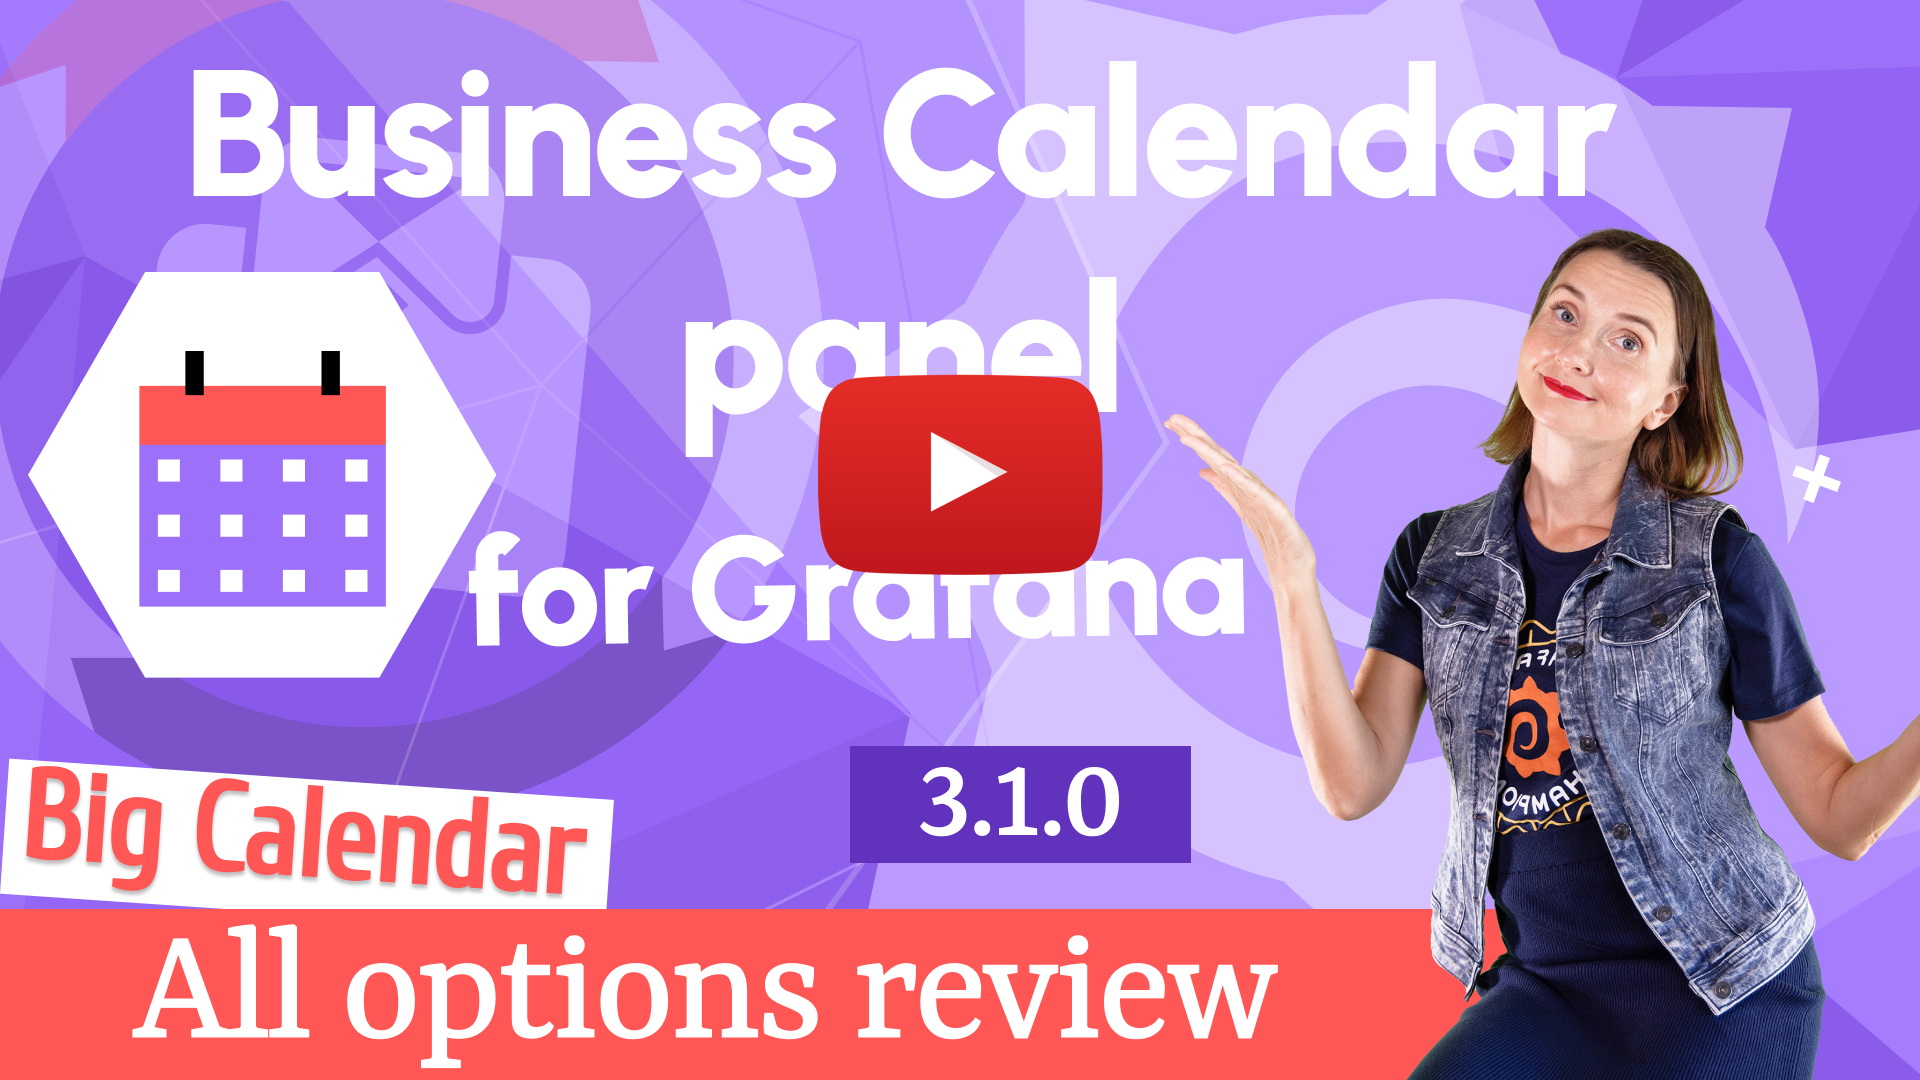 Business Calendar
panel
for Grafana
3.1.0
Big Calendar
All options review